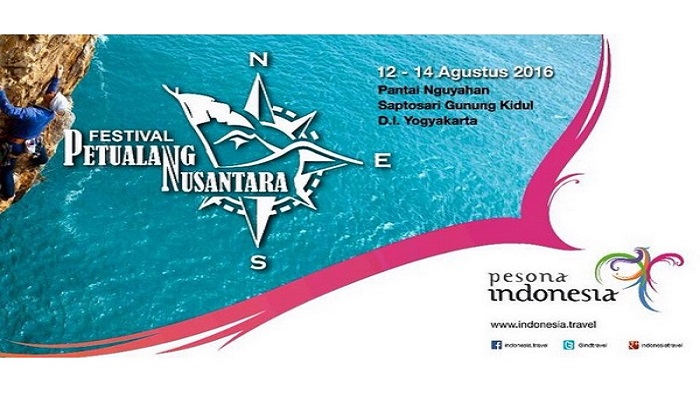 N
E
S
FESTIVAL
PETUALANG
NUSANTARA
12 - 14 Agustus 2016
Pantai Nguyahan
Saptosari Gunung Kidul
D.I. Yogyakarta
pesona
indonesia
www.indonesia.travel
indonesia.travel
@indtravel
indonesiatravel